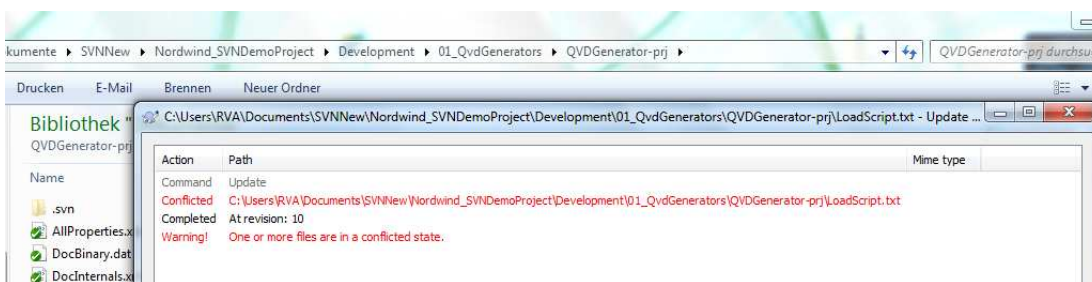 kumente ▸ SVNNew ▸ Nordwind_SVNDemoProject ▸ Development ▸ 01_QvdGenerators ▸ QVDGenerator-prj ▸
QVDGenerator-prj durchsu
Drucken E-Mail Brennen Neuer Ordner
Bibliothek "
QVDGenerator-prj
Name
.svn
AllProperties.x
DocBinary.dat
DocInternals.x
C:\Users\RVA\Documents\SVNNew\Nordwind_SVNDemoProject\Development\01_QvdGenerators\QVDGenerator-prj\LoadScript.txt - Update ...
Action Path Mime type
Command Update
Conflicted C:\Users\RVA\Documents\SVNNew\Nordwind_SVNDemoProject\Development\01_QvdGenerators\QVDGenerator-prj\LoadScript.txt
Completed At revision: 10
Warning! One or more files are in a conflicted state.